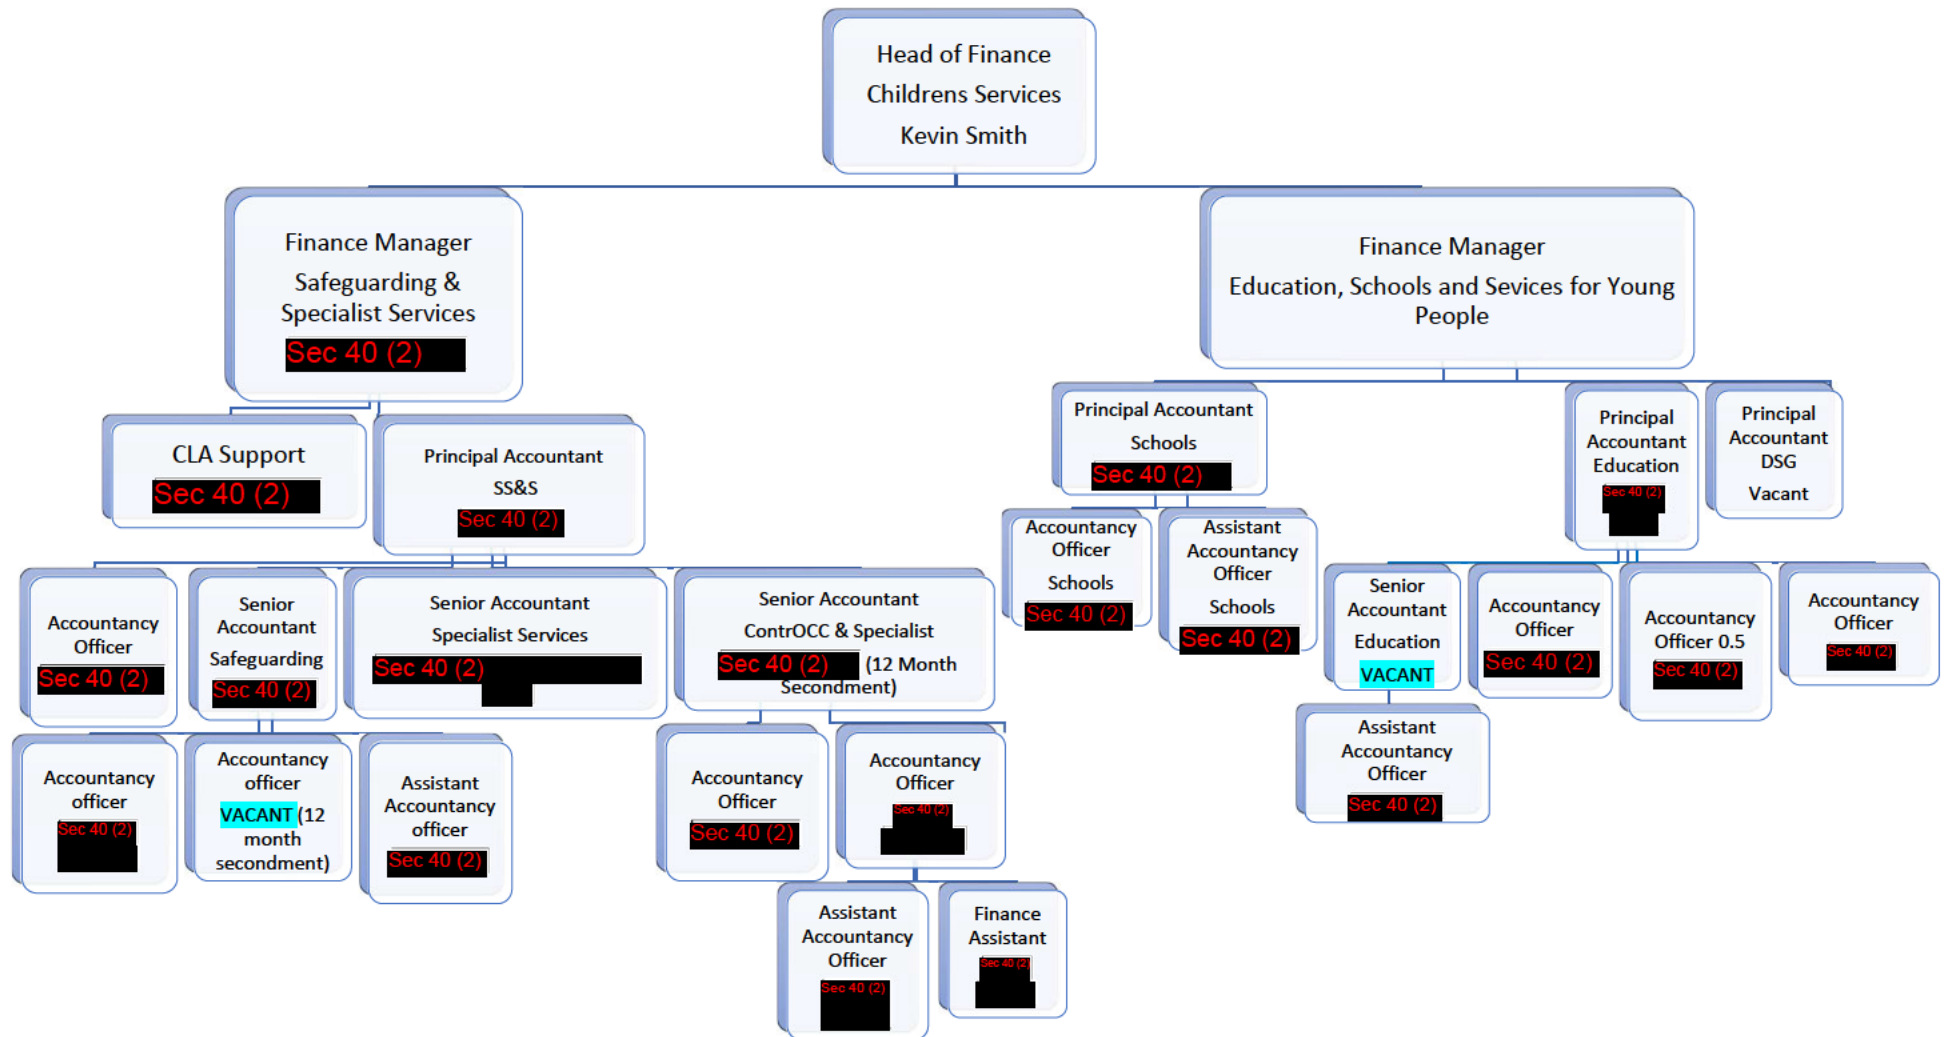 Head of Finance
Childrens Services
Kevin Smith
Finance Manager
Safeguarding &
Specialist Services
Sec 40 (2)
Finance Manager
Education, Schools and Sevices for Young
People
CLA Support
Sec 40 (2)
Principal Accountant
SS&S
Sec 40 (2)
Principal Accountant
Schools
Sec 40 (2)
Principal
Accountant
Education
Sec 40 (2)
Principal
Accountant
DSG
Vacant
Accountancy
Officer
Schools
Sec 40 (2)
Assistant
Accountancy
Officer
Schools
Sec 40 (2)
Accountancy
Officer
Sec 40 (2)
Senior
Accountant
Safeguarding
Sec 40 (2)
Senior Accountant
Specialist Services
Sec 40 (2)
Senior Accountant
ContrOCC & Specialist
Sec 40 (2) (12 Month
Secondment)
Senior
Accountant
Education
VACANT
Accountancy
Officer
Sec 40 (2)
Accountancy
Officer 0.5
Sec 40 (2)
Accountancy
Officer
Sec 40 (2)
Accountancy
officer
Sec 40 (2)
Accountancy
officer
VACANT (12
month
secondment)
Assistant
Accountancy
officer
Sec 40 (2)
Accountancy
Officer
Sec 40 (2)
Accountancy
Officer
Sec 40 (2)
Assistant
Accountancy
Officer
Sec 40 (2)
Assistant
Accountancy
Officer
Sec 40 (2)
Finance
Assistant
Sec 40 (2)